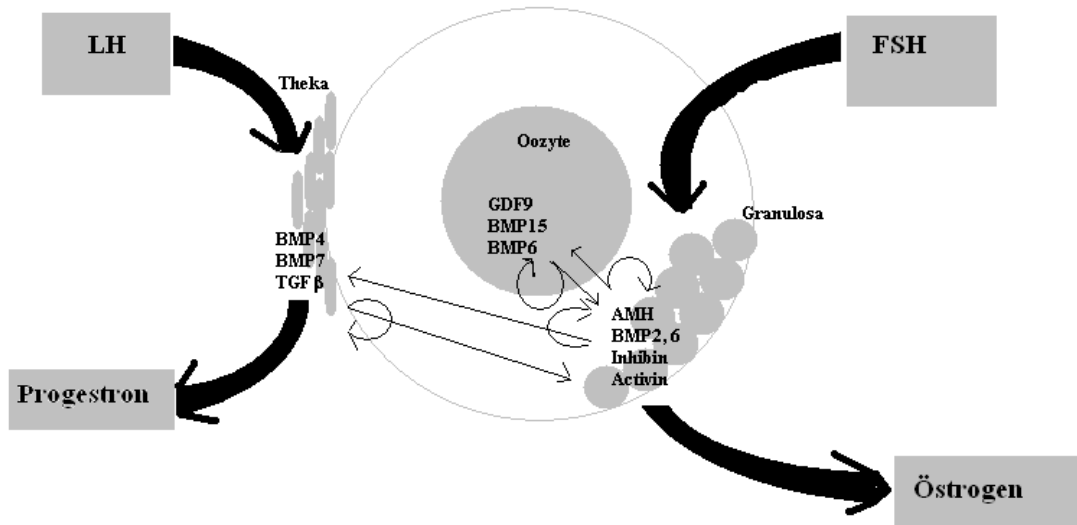 LH
FSH
Theka
Oozyte
GDF9
BMP15
BMP6
Granulosa
BMP4
BMP7
TGF β
AMH
BMP2, 6
Inhibin
Activin
Progestron
Östrogen